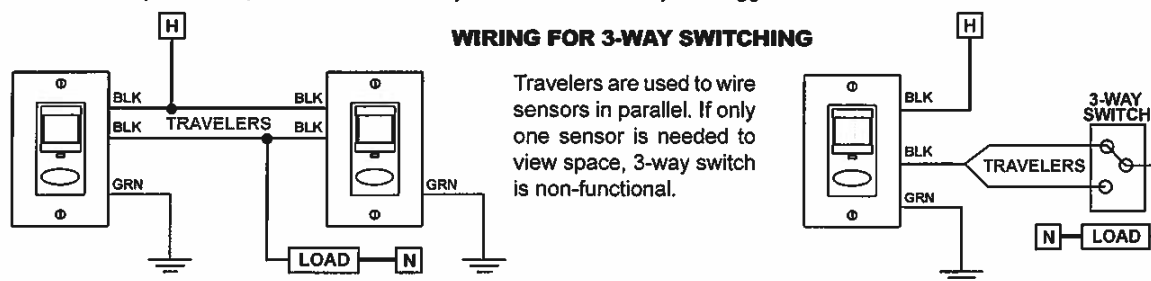 H
WIRING FOR 3-WAY SWITCHING
H
BLK
BLK
TRAVELERS
BLK
BLK
GRN
GRN
LOAD
N
Travelers are used to wire
sensors in parallel. If only
one sensor is needed to
view space, 3-way switch
is non-functional.
BLK
BLK
GRN
TRAVELERS
3-WAY
SWITCH
N
LOAD